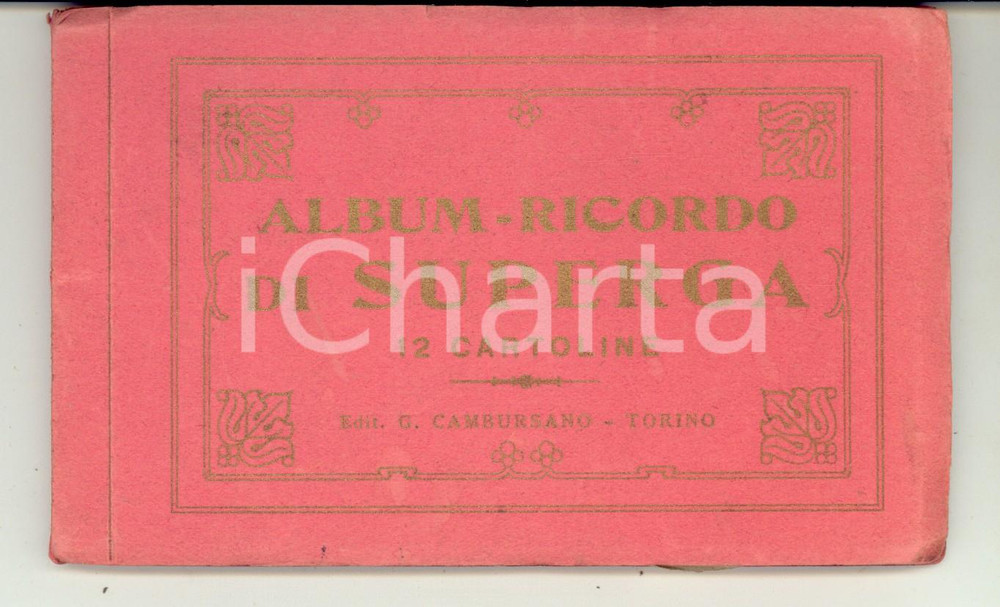 ALBUM-RICORDO
DI SUPERGA
iCharta
12 CARTOLINE
Edit. G. CAMBURSANO - TORINO